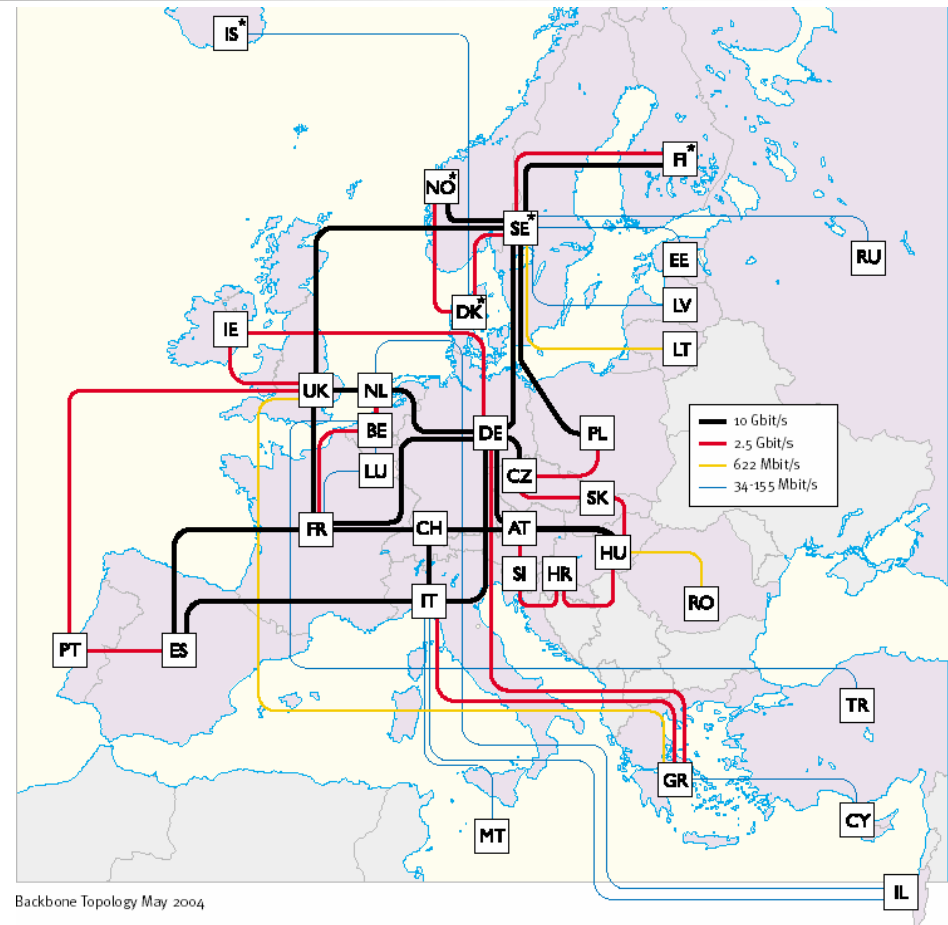 IS*
FI*
NO*
SE*
RU
EE
DK*
LV
IE
LT
UK
NL
BE
DE
PL
LU
CZ
SK
FR
CH
AT
HU
SI
HR
IT
RO
PT
ES
TR
GR
CY
MT
IL
10 Gbit/s
2.5 Gbit/s
622 Mbit/s
34-155 Mbit/s
Backbone Topology May 2004